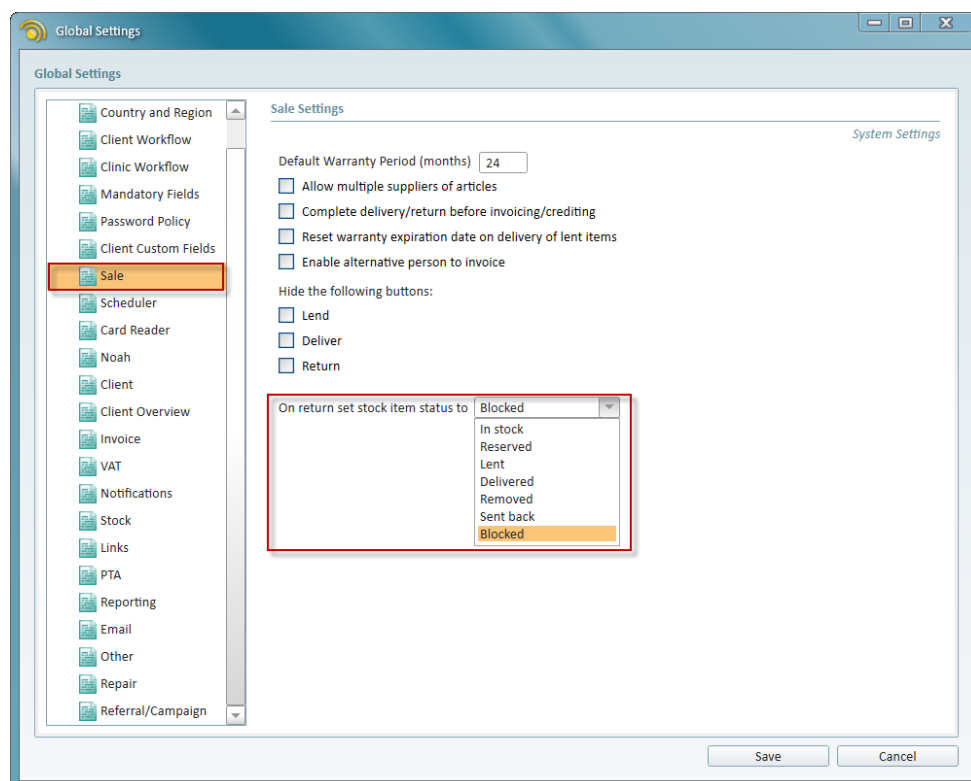 Global Settings
Global Settings
Country and Region
Client Workflow
Clinic Workflow
Mandatory Fields
Password Policy
Client Custom Fields
Sale
Scheduler
Card Reader
Noah
Client
Client Overview
Invoice
VAT
Notifications
Stock
Links
PTA
Reporting
Email
Other
Repair
Referral/Campaign
Sale Settings
System Settings
Default Warranty Period (months) 24
Allow multiple suppliers of articles
Complete delivery/return before invoicing/crediting
Reset warranty expiration date on delivery of lent items
Enable alternative person to invoice
Hide the following buttons:
Lend
Deliver
Return
On return set stock item status to Blocked
In stock
Reserved
Lent
Delivered
Removed
Sent back
Blocked
Save Cancel